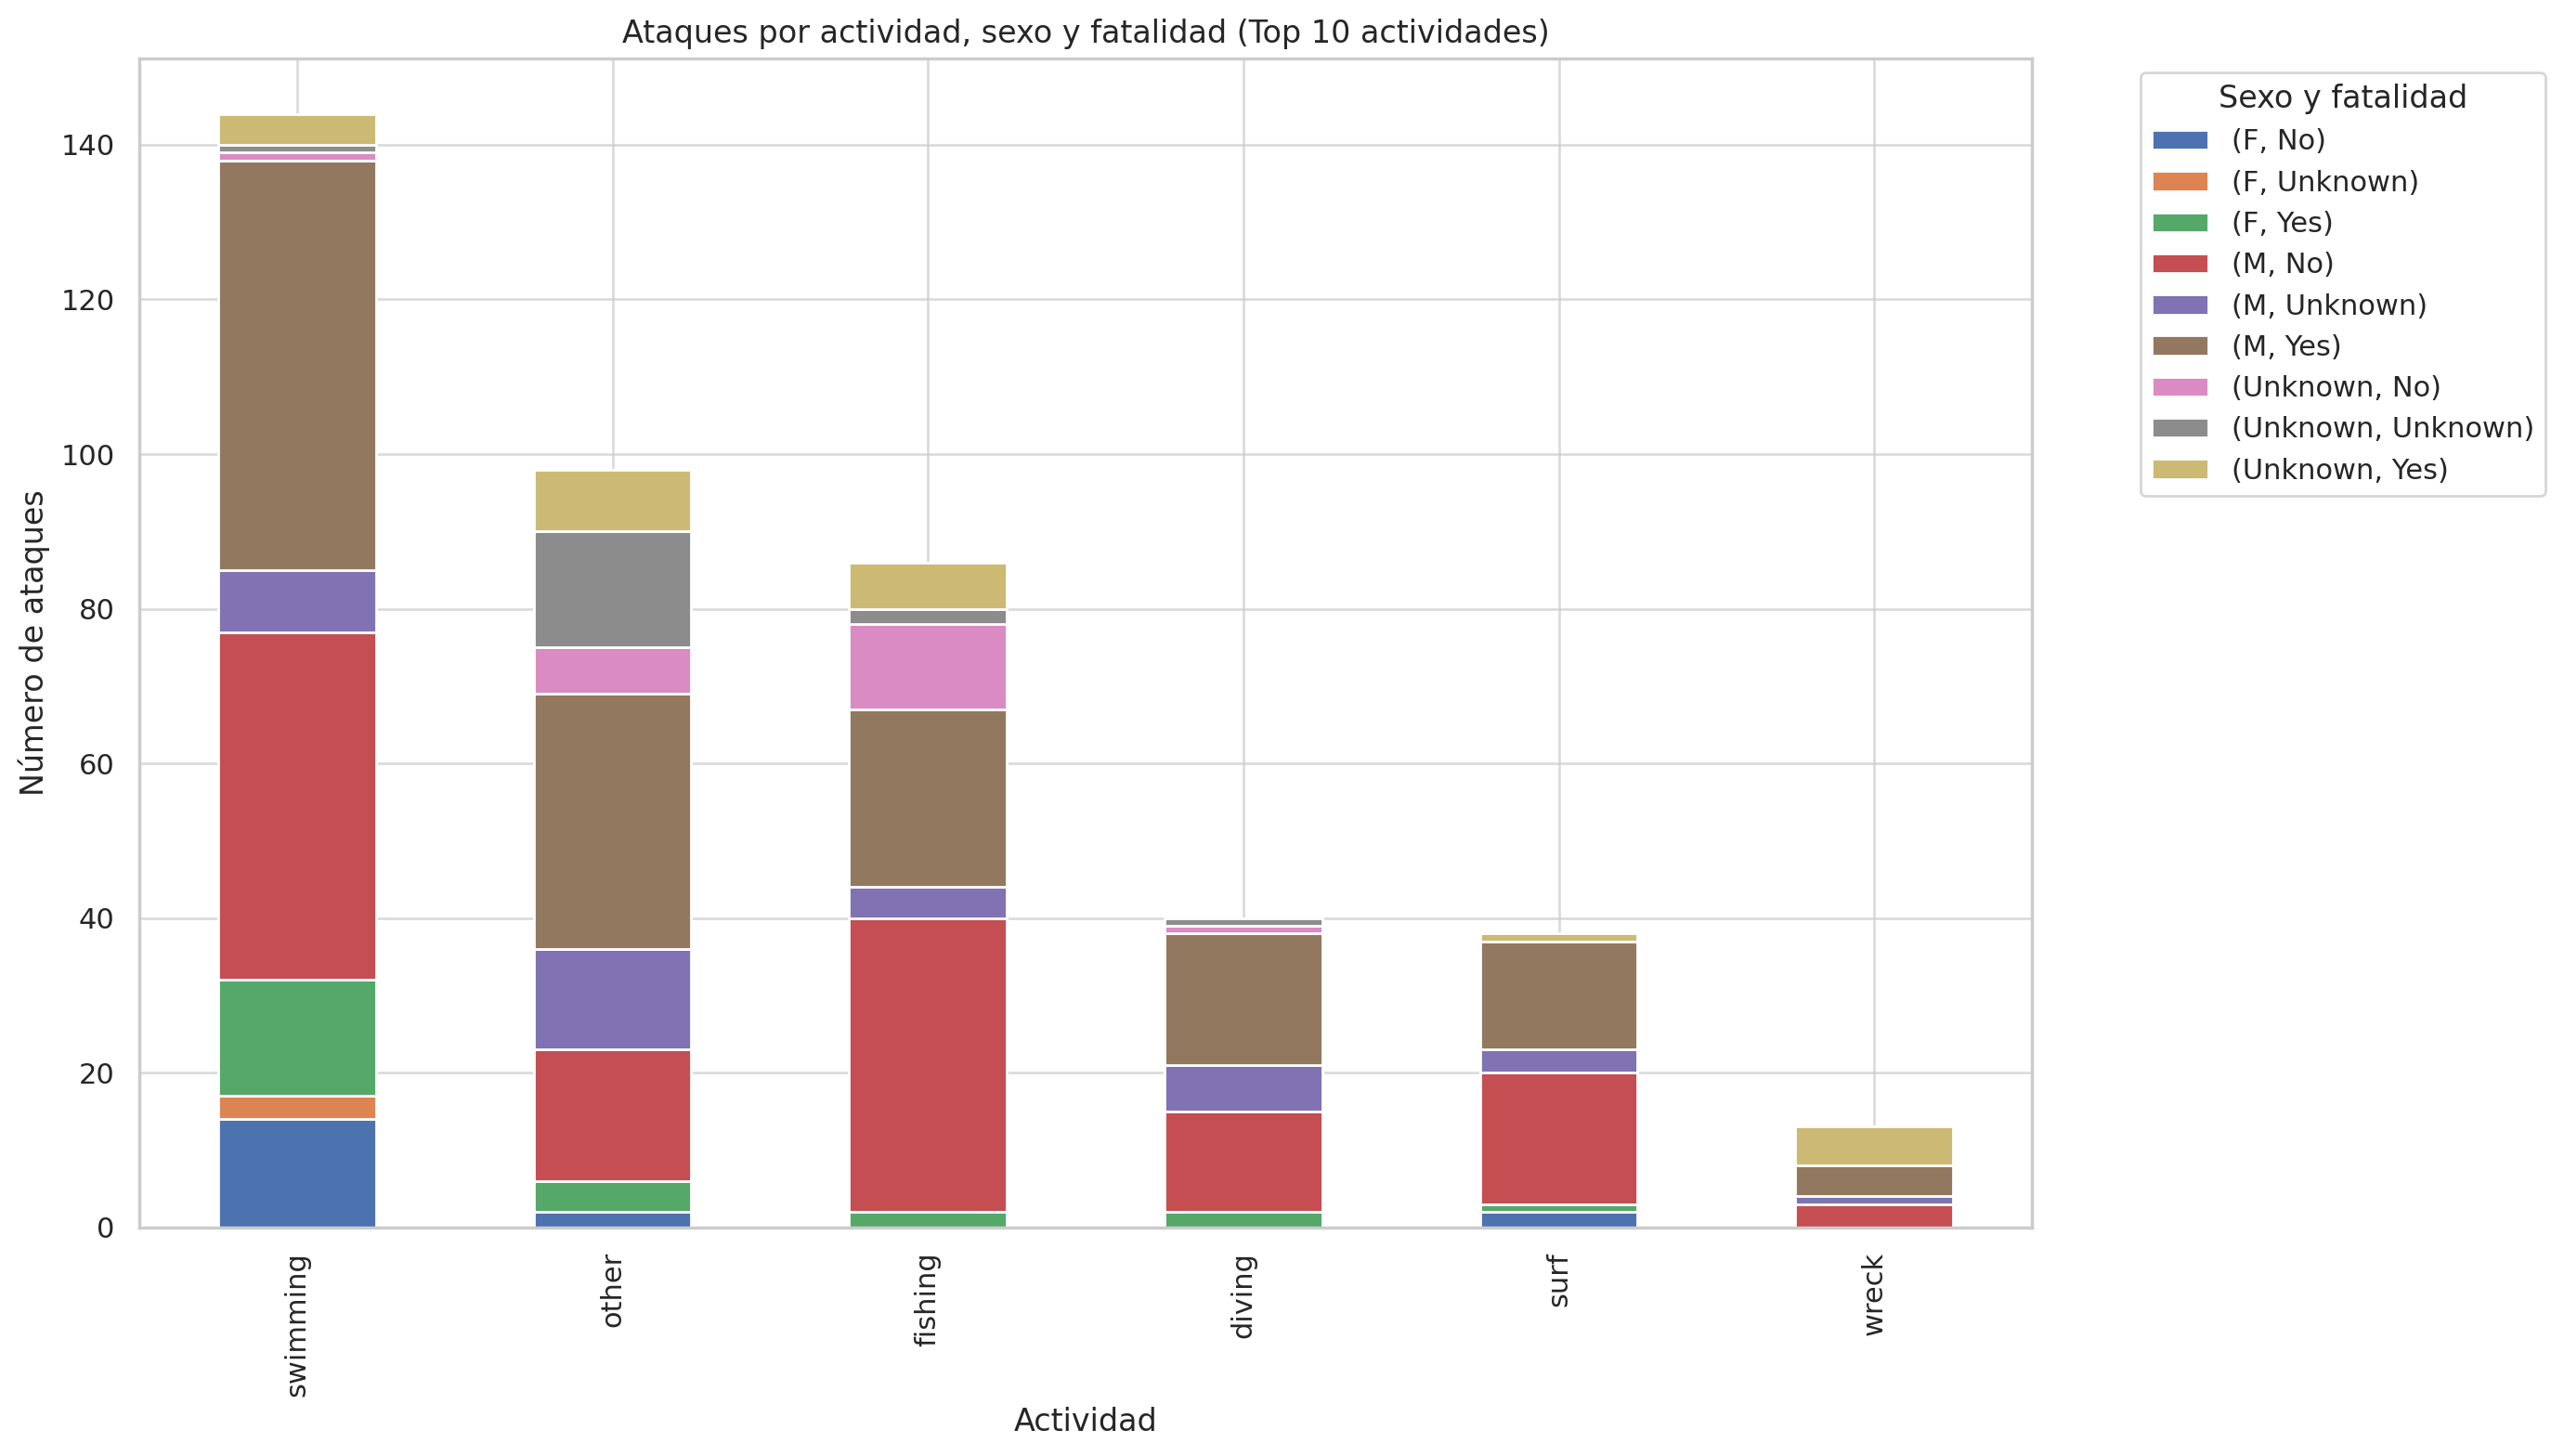 Ataques por actividad, sexo y fatalidad (Top 10 actividades)
Número de ataques
140
120
100
80
60
40
20
0
swimming
other
fishing
diving
surf
wreck
Actividad
Sexo y fatalidad
(F, No)
(F, Unknown)
(F, Yes)
(M, No)
(M, Unknown)
(M, Yes)
(Unknown, No)
(Unknown, Unknown)
(Unknown, Yes)